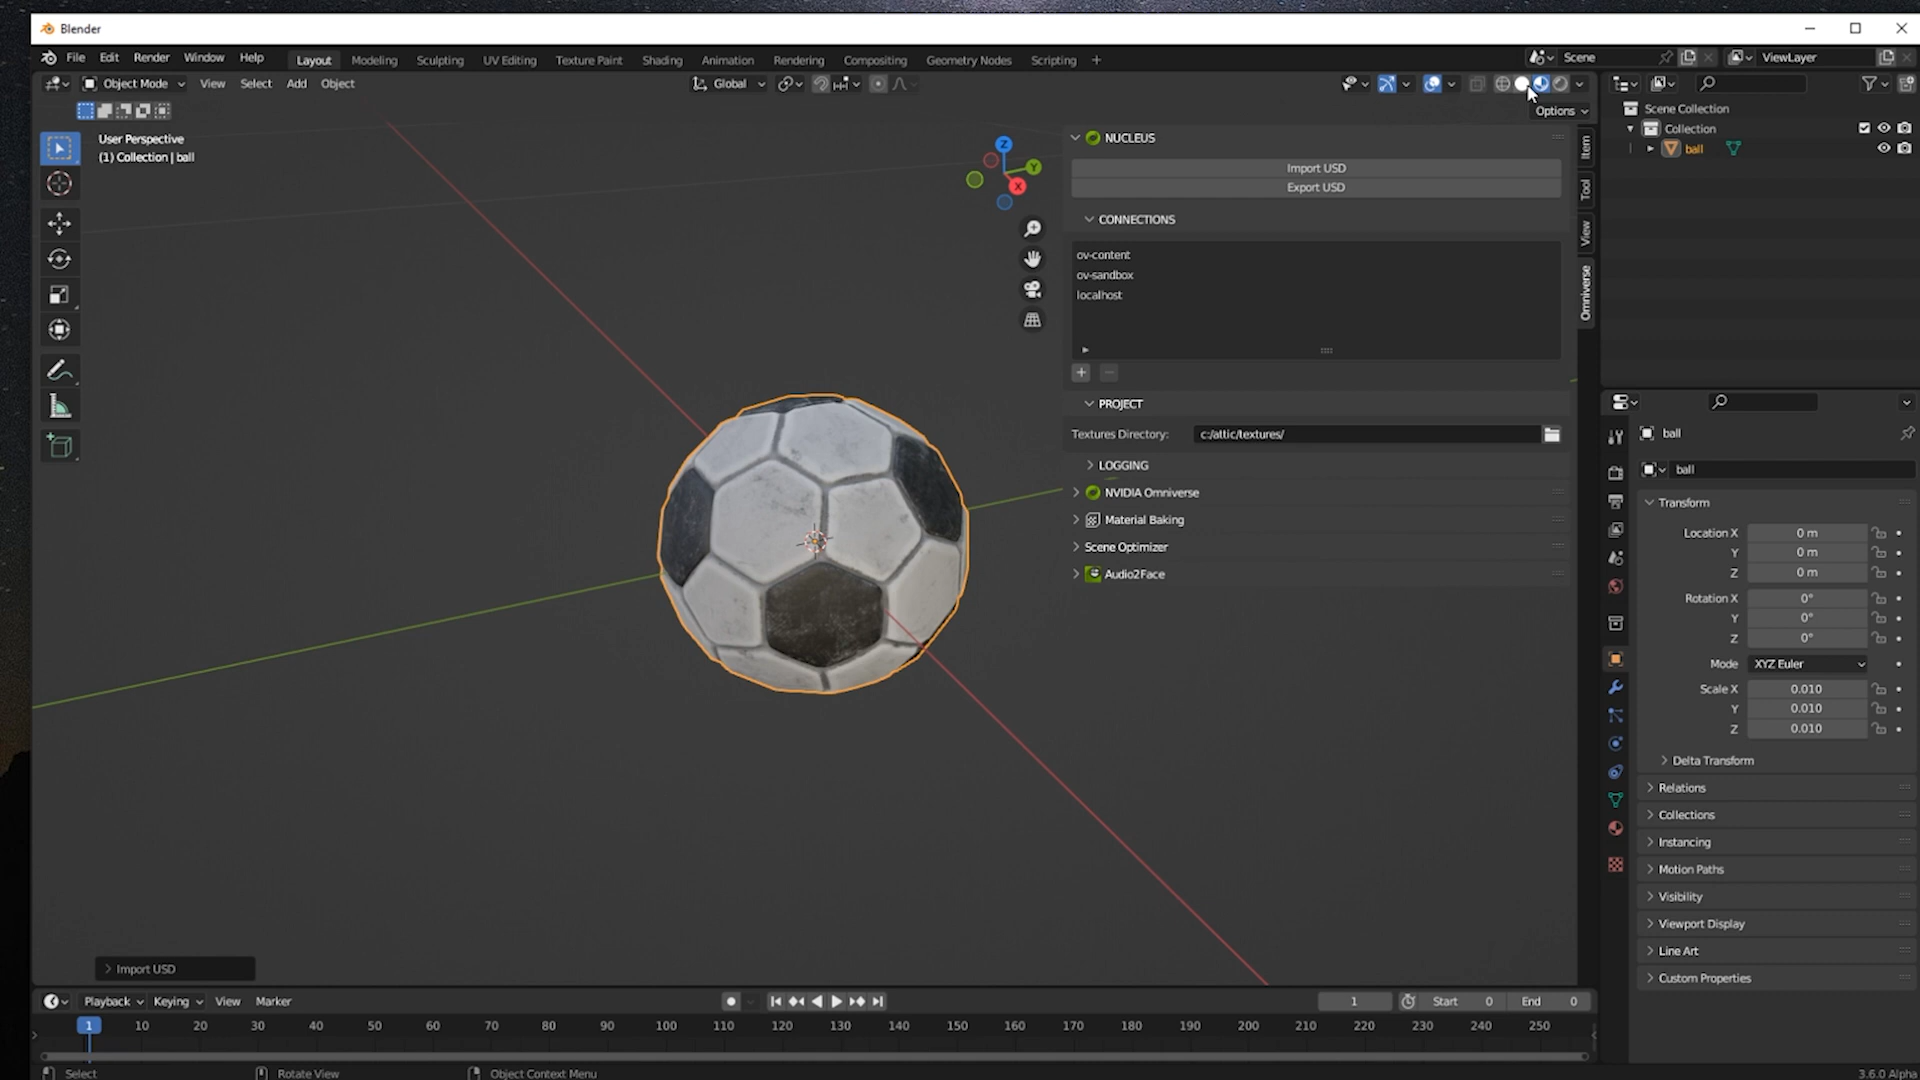 Blender
File Edit Render Window Help Layout Modeling Sculpting UV Editing Texture Paint Shading Animation Rendering Compositing Geometry Nodes Scripting + Scene ViewLayer
Object Mode View Select Add Object Global
Options
User Perspective
(1) Collection | ball
Z
Y
X
NUCLEUS
Import USD
Export USD
CONNECTIONS
ov-content
ov-sandbox
localhost
PROJECT
Textures Directory: c:/attic/textures/
LOGGING
NVIDIA Omniverse
Material Baking
Scene Optimizer
Audio2Face
Item
Tool
View
Omniverse
Scene Collection
Collection
ball
ball
ball
Transform
Location X 0 m
Y 0 m
Z 0 m
Rotation X 0°
Y 0°
Z 0°
Mode XYZ Euler
Scale X 0.010
Y 0.010
Z 0.010
Delta Transform
Relations
Collections
Instancing
Motion Paths
Visibility
Viewport Display
Line Art
Custom Properties
Import USD
Playback Keying View Marker 1 Start 0 End 0
1 10 20 30 40 50 60 70 80 90 100 110 120 130 140 150 160 170 180 190 200 210 220 230 240 250
Select Rotate View Object Context Menu 3.6.0 Alpha